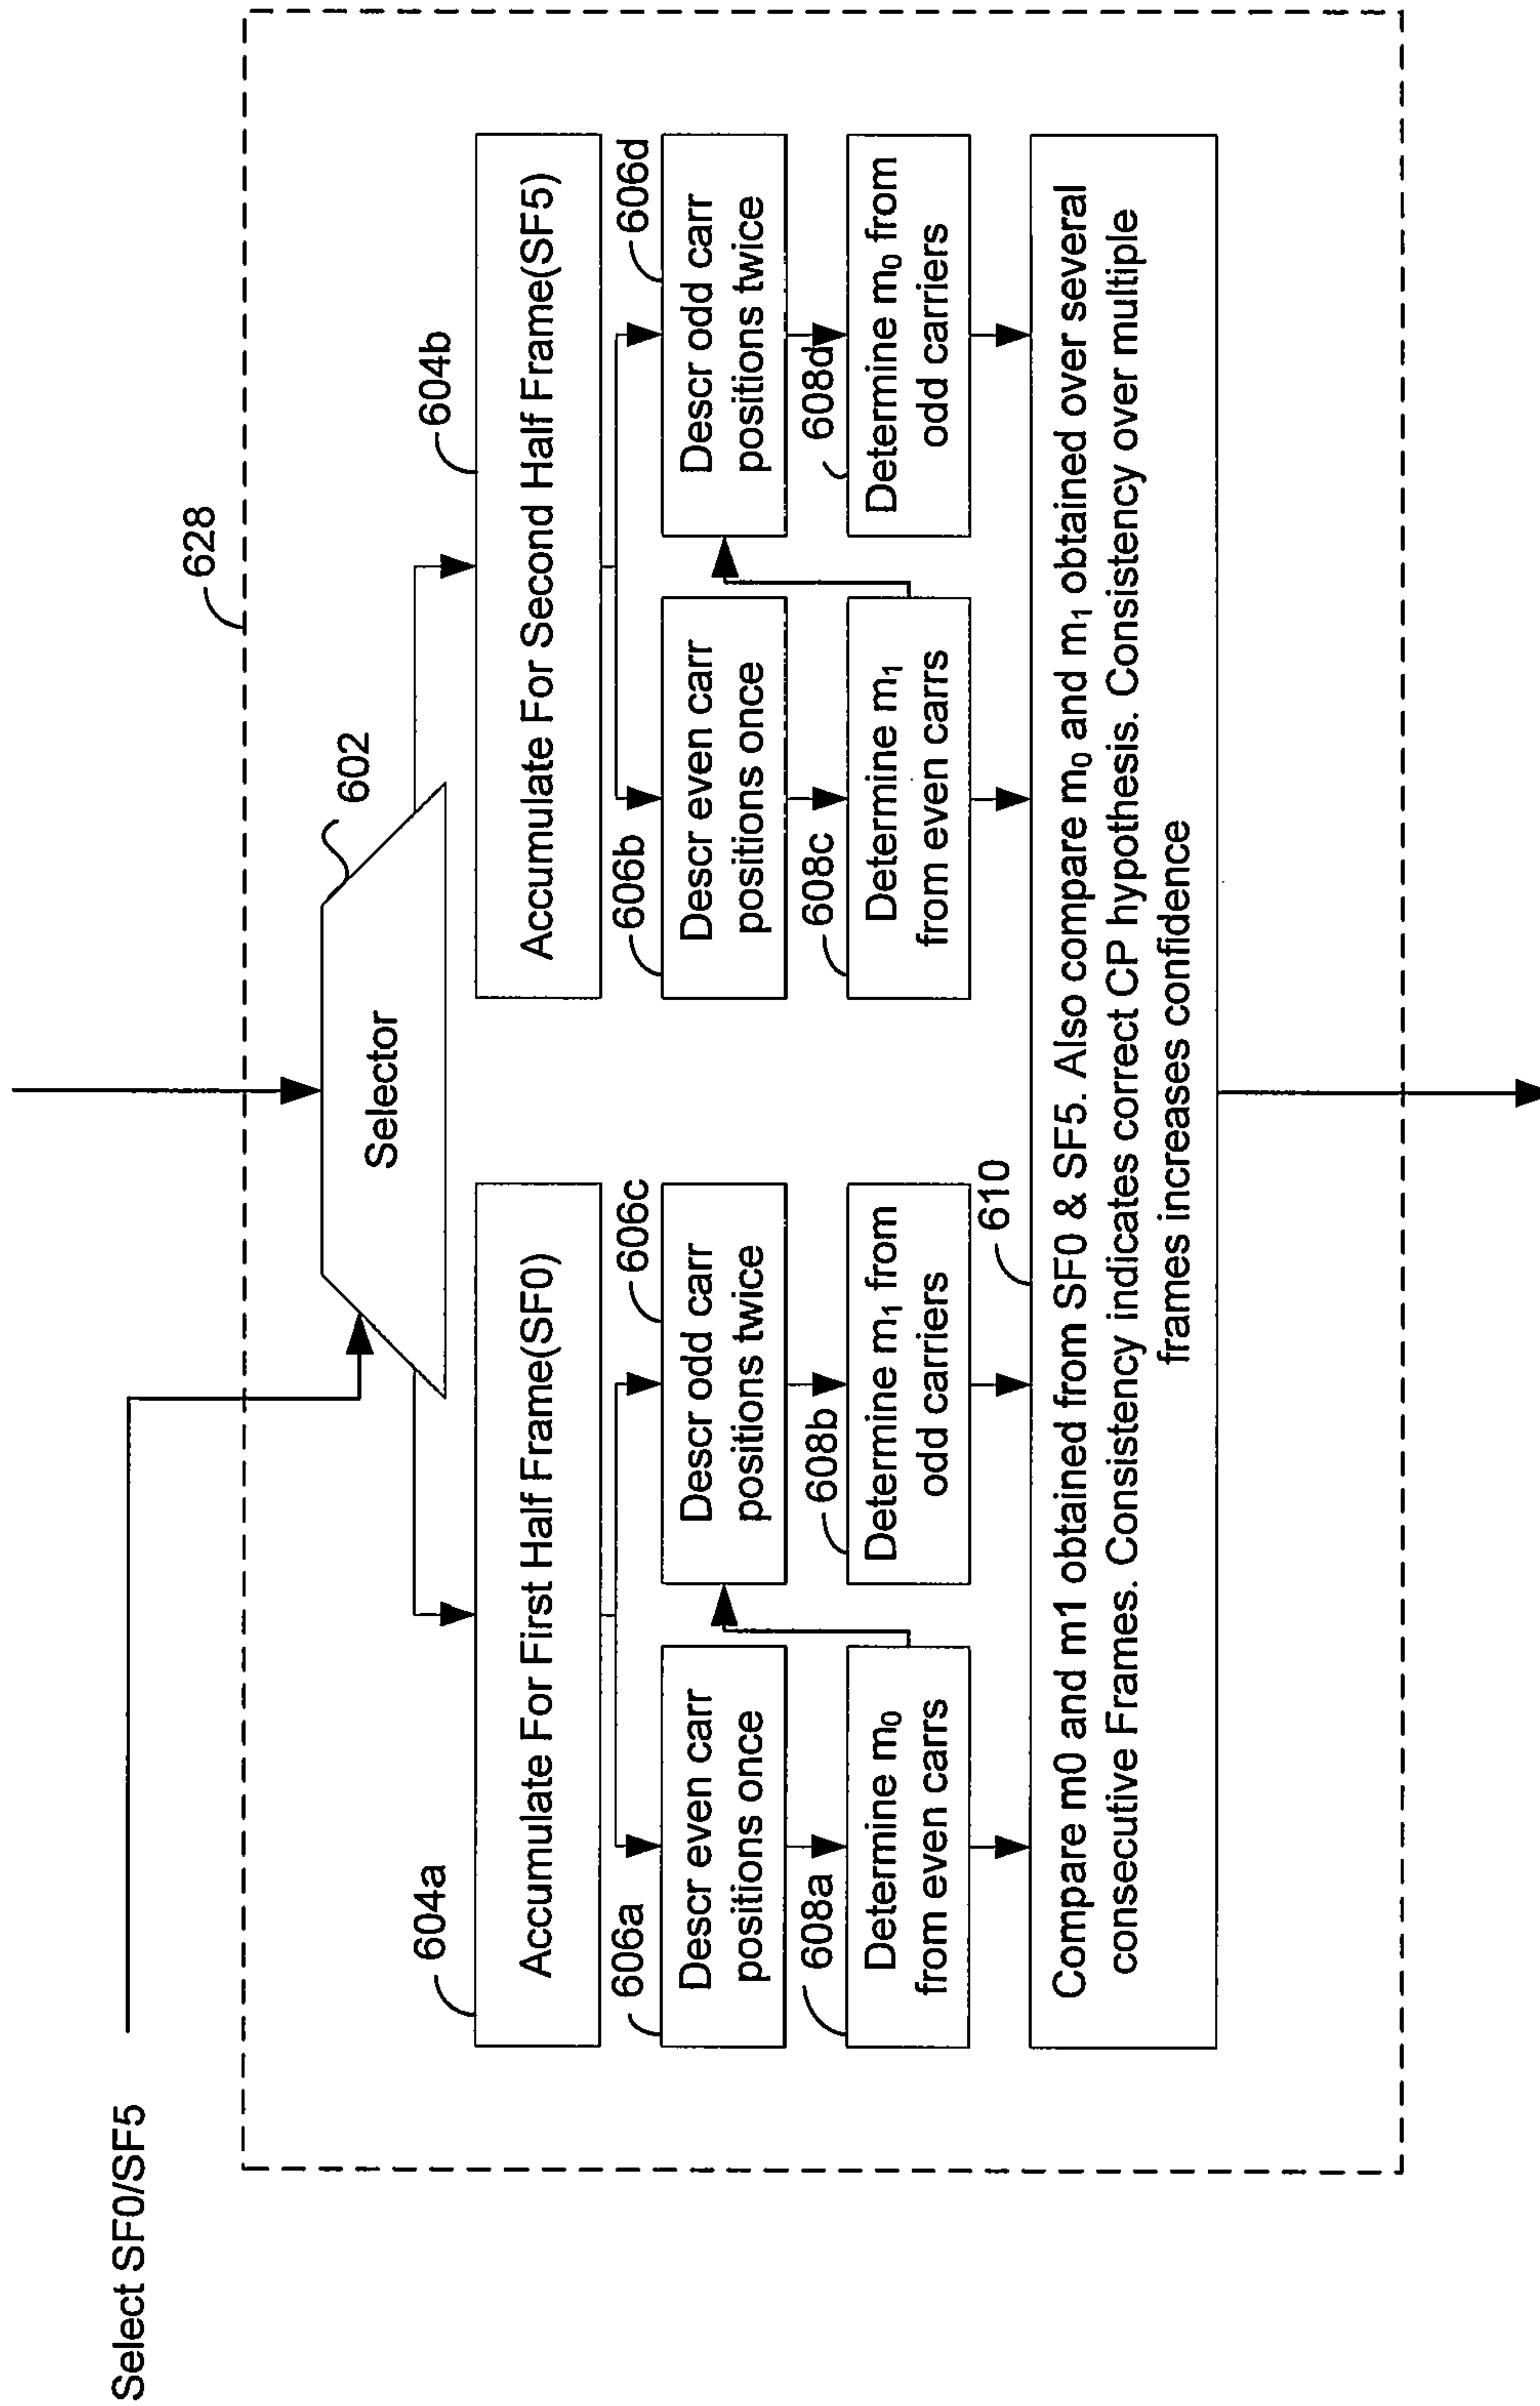 Select SF0/SF5
628
602
Selector
604a
Accumulate For First Half Frame(SF0)
604b
Accumulate For Second Half Frame(SF5)
606a
Descr even carr
positions once
606c
Descr odd carr
positions twice
606b
Descr even carr
positions once
606d
Descr odd carr
positions twice
608a
Determine m₀
from even carrs
608b
Determine m₁ from
odd carriers
608c
Determine m₁
from even carrs
608d
Determine m₀ from
odd carriers
610
Compare m0 and m1 obtained from SF0 & SF5. Also compare m₀ and m₁ obtained over several
consecutive Frames. Consistency indicates correct CP hypothesis. Consistency over multiple
frames increases confidence